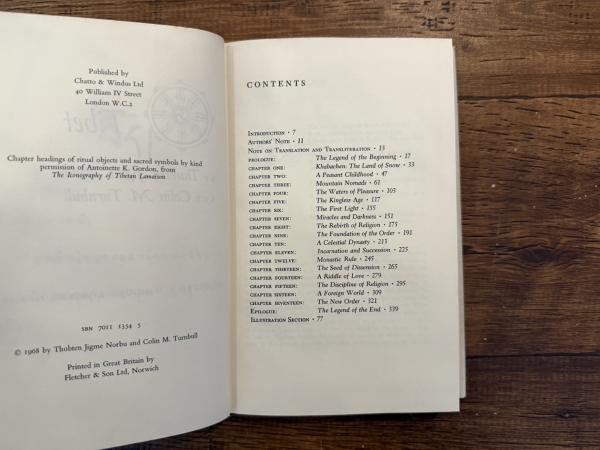 Published by
Chatto & Windus Ltd
40 William IV Street
London W.C.2
Chapter headings of ritual objects and sacred symbols by kind
permission of Antoinette K. Gordon, from
The Iconography of Tibetan Lamaism
SBN 7011 1354 5
© 1968 by Thubten Jigme Norbu and Colin M. Turnbull
Printed in Great Britain by
Fletcher & Son Ltd, Norwich
CONTENTS
Introduction · 7
Authors' Note · 11
Note on Translation and Transliteration · 13
PROLOGUE: The Legend of the Beginning · 17
CHAPTER ONE: Khabachen: The Land of Snow · 33
CHAPTER TWO: A Peasant Childhood · 47
CHAPTER THREE: Mountain Nomads · 61
CHAPTER FOUR: The Waters of Pleasure · 103
CHAPTER FIVE: The Kingless Age · 117
CHAPTER SIX: The First Light · 135
CHAPTER SEVEN: Miracles and Darkness · 151
CHAPTER EIGHT: The Rebirth of Religion · 175
CHAPTER NINE: The Foundation of the Order · 191
CHAPTER TEN: A Celestial Dynasty · 213
CHAPTER ELEVEN: Incarnation and Succession · 225
CHAPTER TWELVE: Monastic Rule · 245
CHAPTER THIRTEEN: The Seed of Dissension · 265
CHAPTER FOURTEEN: A Riddle of Love · 279
CHAPTER FIFTEEN: The Discipline of Religion · 295
CHAPTER SIXTEEN: A Foreign World · 309
CHAPTER SEVENTEEN: The New Order · 321
Epilogue: The Legend of the End · 339
Illustration Section · 77